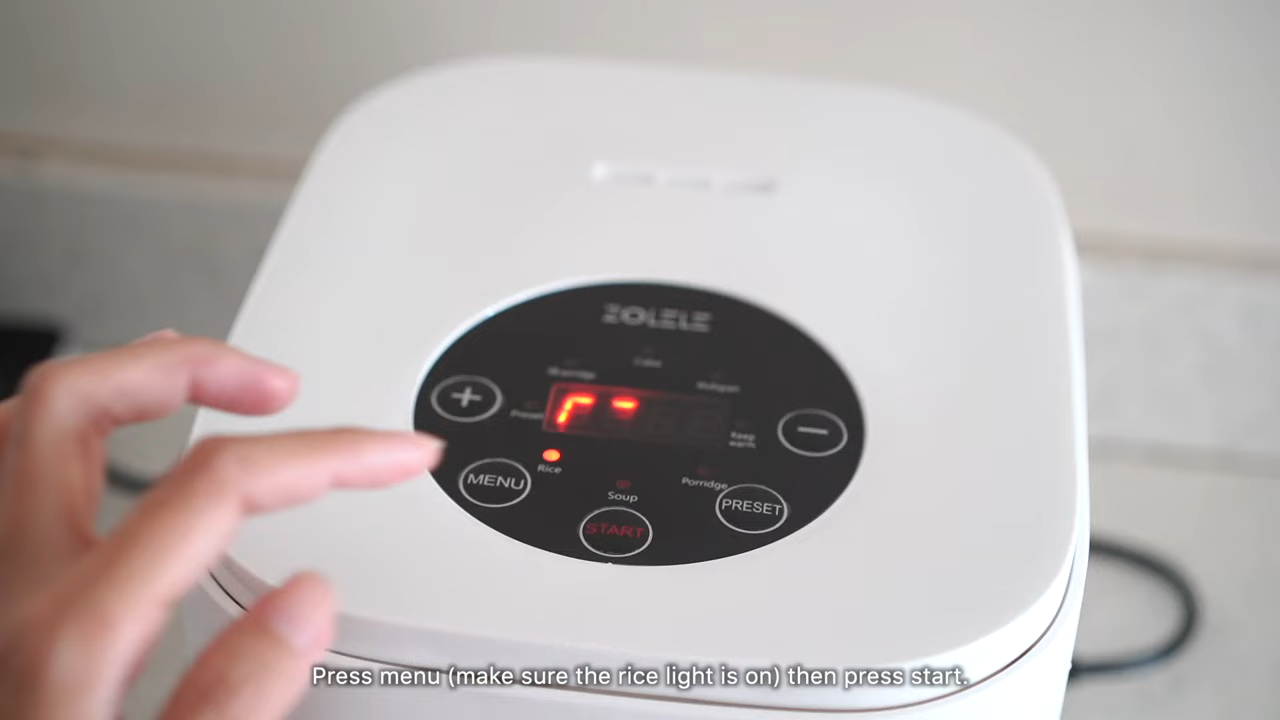 ZOLELE
Cake
Preset
Keep
warm
Rice
MENU
Soup
Porridge
PRESET
START
Press menu (make sure the rice light is on) then press start.